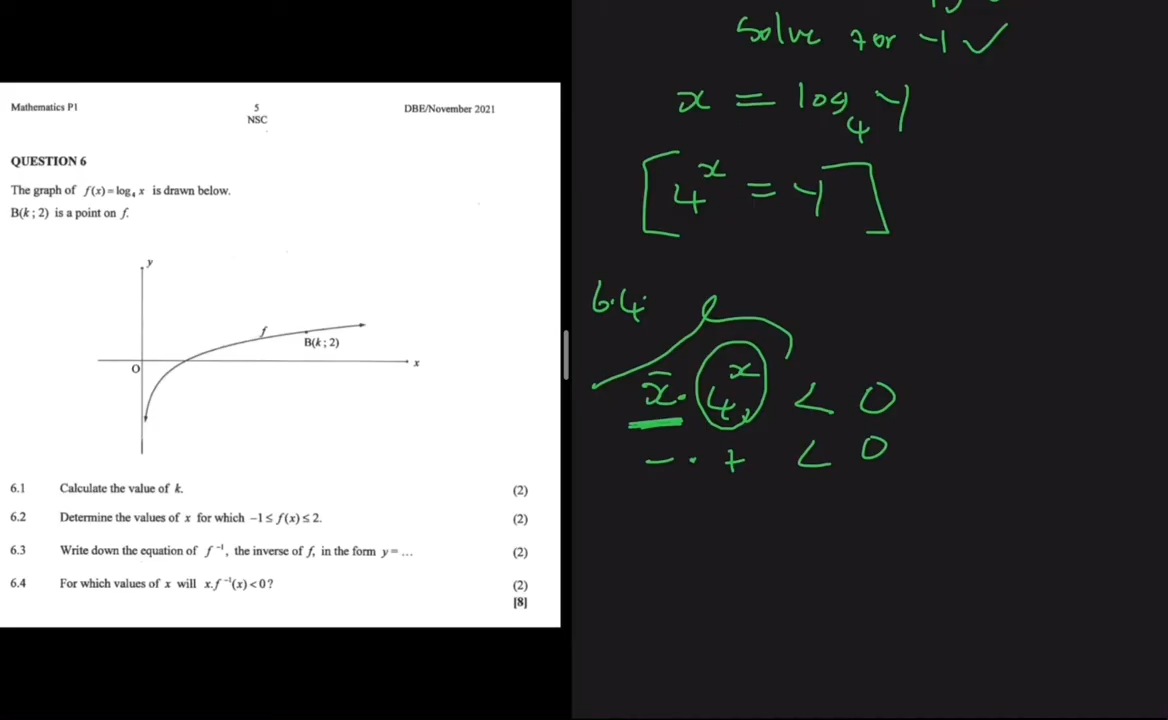 Mathematics P1
5
NSC
DBE/November 2021
QUESTION 6
The graph of f(x) = log₄ x is drawn below.
B(k ; 2) is a point on f.
y
f
B(k ; 2)
O
x
6.1 Calculate the value of k. (2)
6.2 Determine the values of x for which −1 ≤ f(x) ≤ 2. (2)
6.3 Write down the equation of f⁻¹, the inverse of f, in the form y = ... (2)
6.4 For which values of x will x.f⁻¹(x) < 0? (2)
[8]
solve for y ✓
x = log₄ y
[4ˣ = y]
6.4
x · 4ˣ < 0
− · + < 0